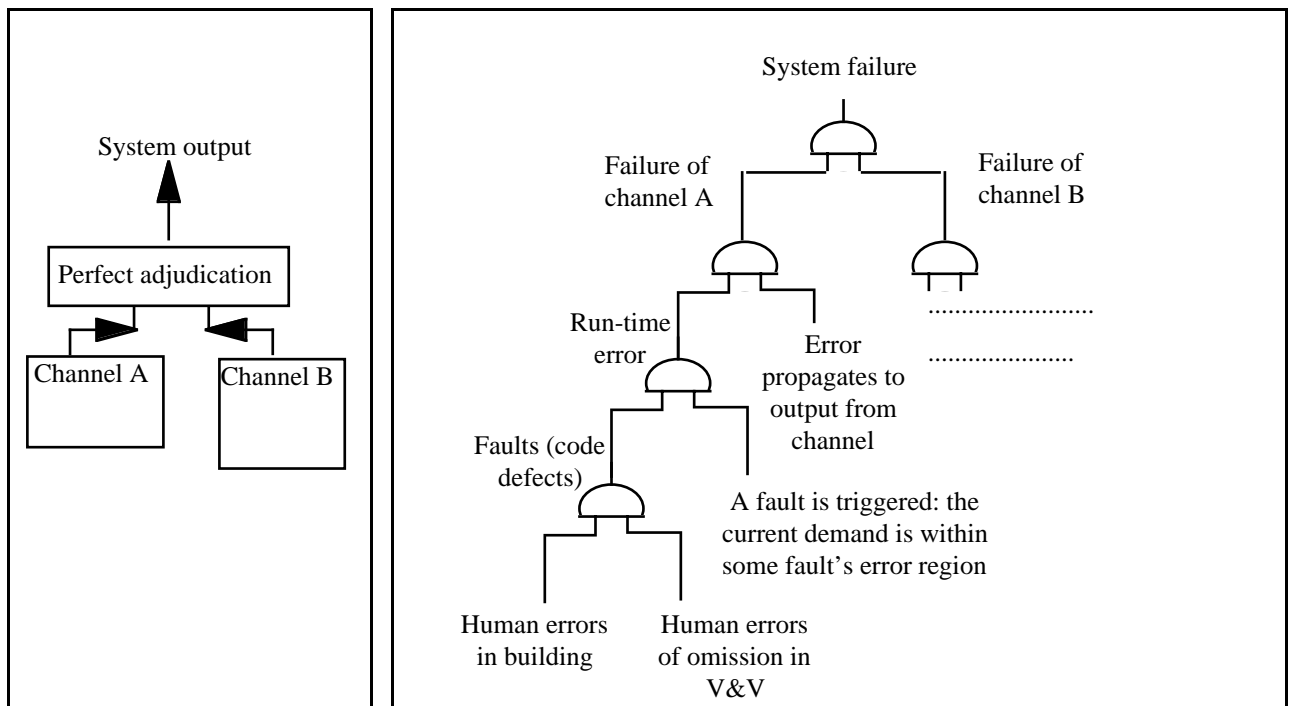 System output
Perfect adjudication
Channel A
Channel B
System failure
Failure of
channel A
Failure of
channel B
Run-time
error
Error
propagates to
output from
channel
..........................
......................
Faults (code
defects)
A fault is triggered: the
current demand is within
some fault's error region
Human errors
in building
Human errors
of omission in
V&V